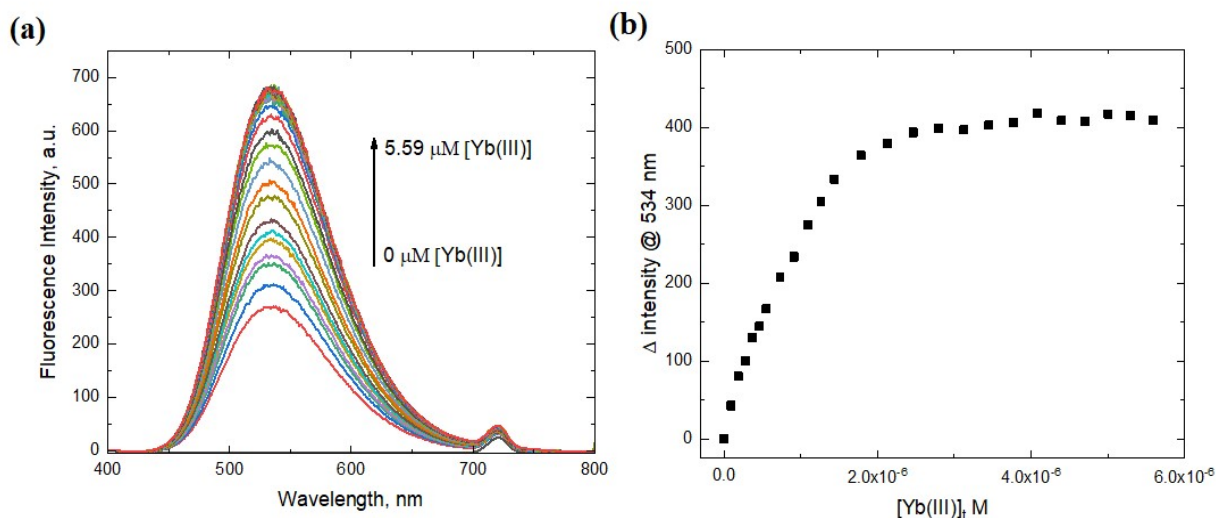 (a)
700
600
500
400
300
200
100
0
Fluorescence Intensity, a.u.
5.59 μM [Yb(III)]
0 μM [Yb(III)]
400 500 600 700 800
Wavelength, nm
(b)
500
400
300
200
100
0
Δ intensity @ 534 nm
0.0 2.0x10⁻⁶ 4.0x10⁻⁶ 6.0x10⁻⁶
[Yb(III)]ₜ M